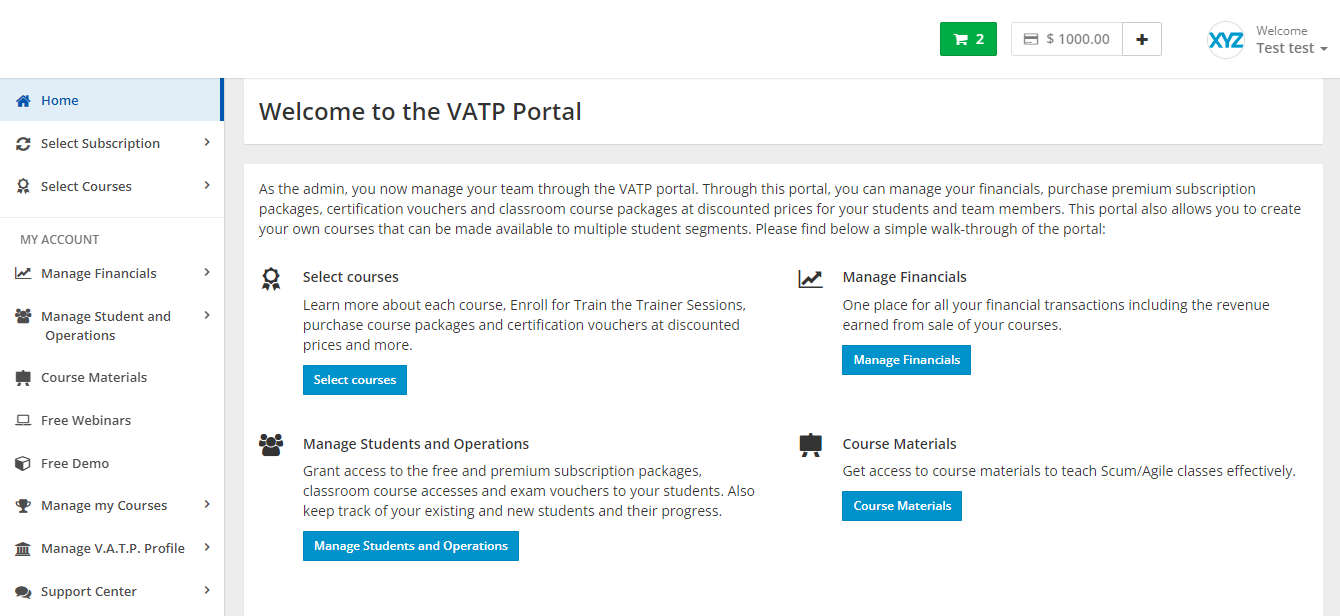 2
$ 1000.00
+
XYZ
Welcome
Test test
Home
Select Subscription
Select Courses
MY ACCOUNT
Manage Financials
Manage Student and
Operations
Course Materials
Free Webinars
Free Demo
Manage my Courses
Manage V.A.T.P. Profile
Support Center
Welcome to the VATP Portal
As the admin, you now manage your team through the VATP portal. Through this portal, you can manage your financials, purchase premium subscription
packages, certification vouchers and classroom course packages at discounted prices for your students and team members. This portal also allows you to create
your own courses that can be made available to multiple student segments. Please find below a simple walk-through of the portal:
Select courses
Learn more about each course, Enroll for Train the Trainer Sessions,
purchase course packages and certification vouchers at discounted
prices and more.
Select courses
Manage Financials
One place for all your financial transactions including the revenue
earned from sale of your courses.
Manage Financials
Manage Students and Operations
Grant access to the free and premium subscription packages,
classroom course accesses and exam vouchers to your students. Also
keep track of your existing and new students and their progress.
Manage Students and Operations
Course Materials
Get access to course materials to teach Scum/Agile classes effectively.
Course Materials